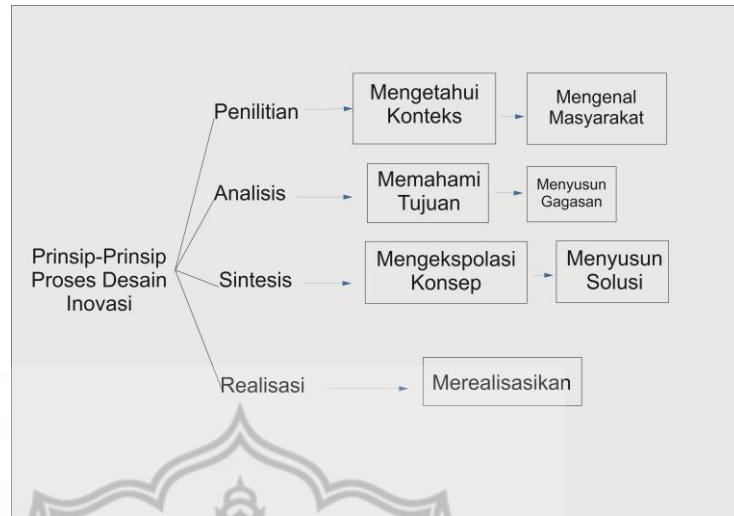 Penilitian
Mengetahui
Konteks
Mengenal
Masyarakat
Analisis
Memahami
Tujuan
Menyusun
Gagasan
Prinsip-Prinsip
Proses Desain
Inovasi
Sintesis
Mengekspolasi
Konsep
Menyusun
Solusi
Realisasi
Merealisasikan